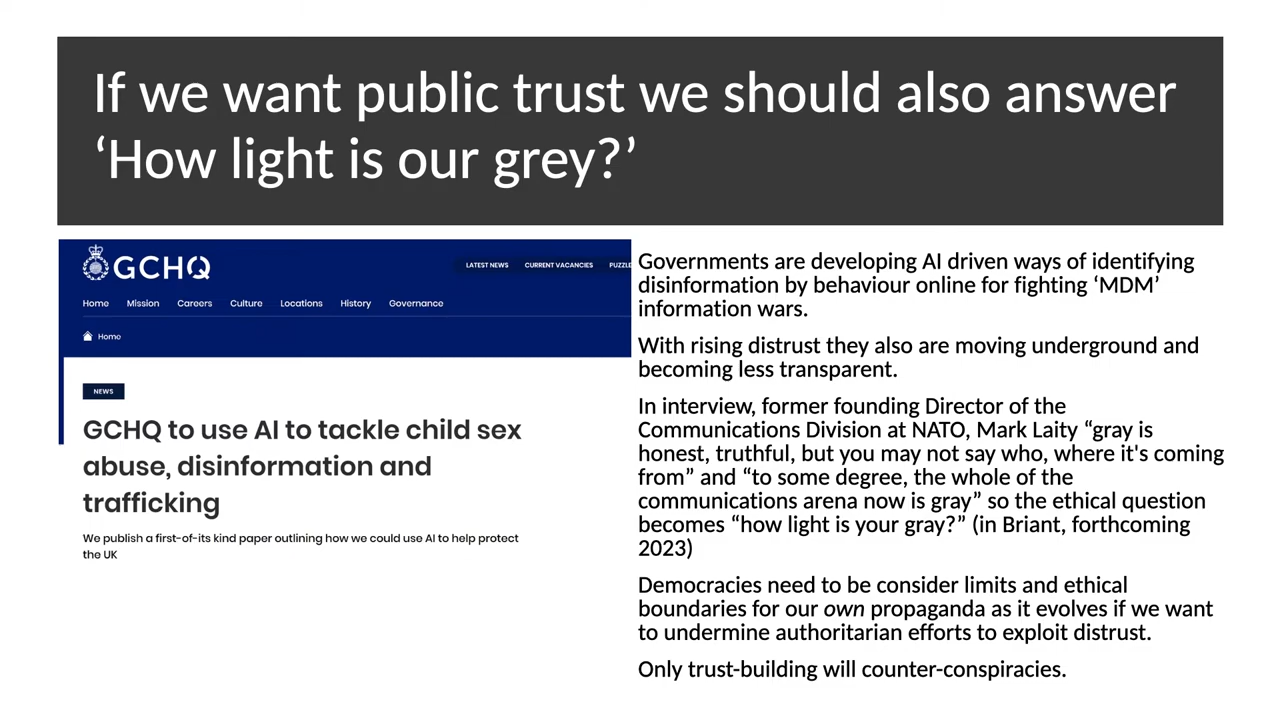 If we want public trust we should also answer
‘How light is our grey?’
GCHQ
LATEST NEWS CURRENT VACANCIES PUZZLE
Home Mission Careers Culture Locations History Governance
Home
NEWS
GCHQ to use AI to tackle child sex
abuse, disinformation and
trafficking
We publish a first-of-its kind paper outlining how we could use AI to help protect
the UK
Governments are developing AI driven ways of identifying
disinformation by behaviour online for fighting ‘MDM’
information wars.
With rising distrust they also are moving underground and
becoming less transparent.
In interview, former founding Director of the
Communications Division at NATO, Mark Laity “gray is
honest, truthful, but you may not say who, where it's coming
from” and “to some degree, the whole of the
communications arena now is gray” so the ethical question
becomes “how light is your gray?” (in Briant, forthcoming
2023)
Democracies need to be consider limits and ethical
boundaries for our own propaganda as it evolves if we want
to undermine authoritarian efforts to exploit distrust.
Only trust-building will counter-conspiracies.